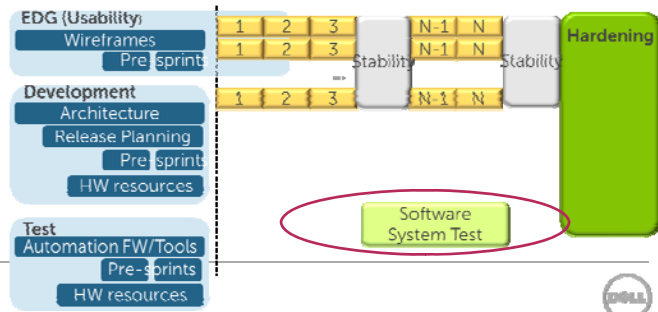 EDG (Usability)
Wireframes
Pre-sprints
1 2 3 N-1 N
1 2 3 N-1 N
1 2 3 N-1 N
Stability
Stability
Hardening
Development
Architecture
Release Planning
Pre-sprints
HW resources
Software
System Test
Test
Automation FW/Tools
Pre-sprints
HW resources
DELL